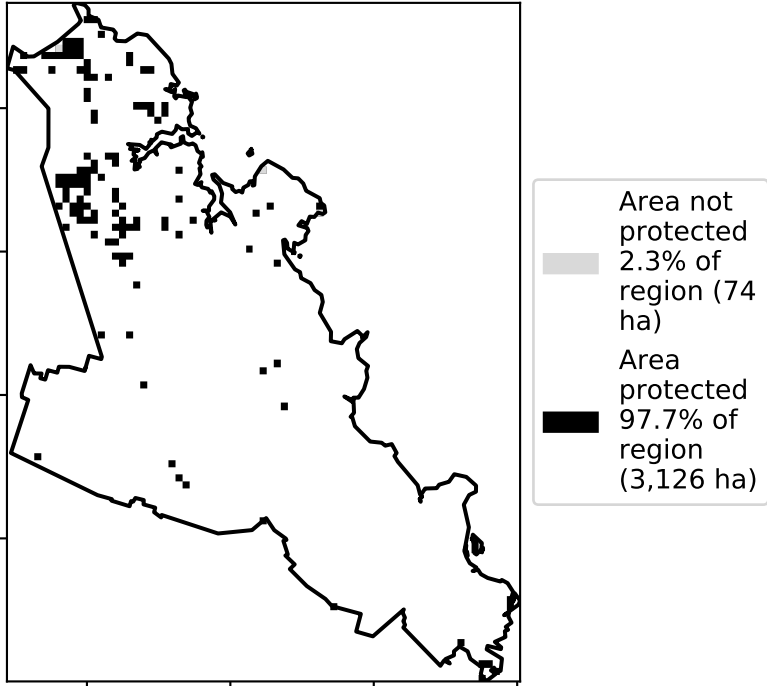 Area not
protected
2.3% of
region (74
ha)
Area
protected
97.7% of
region
(3,126 ha)